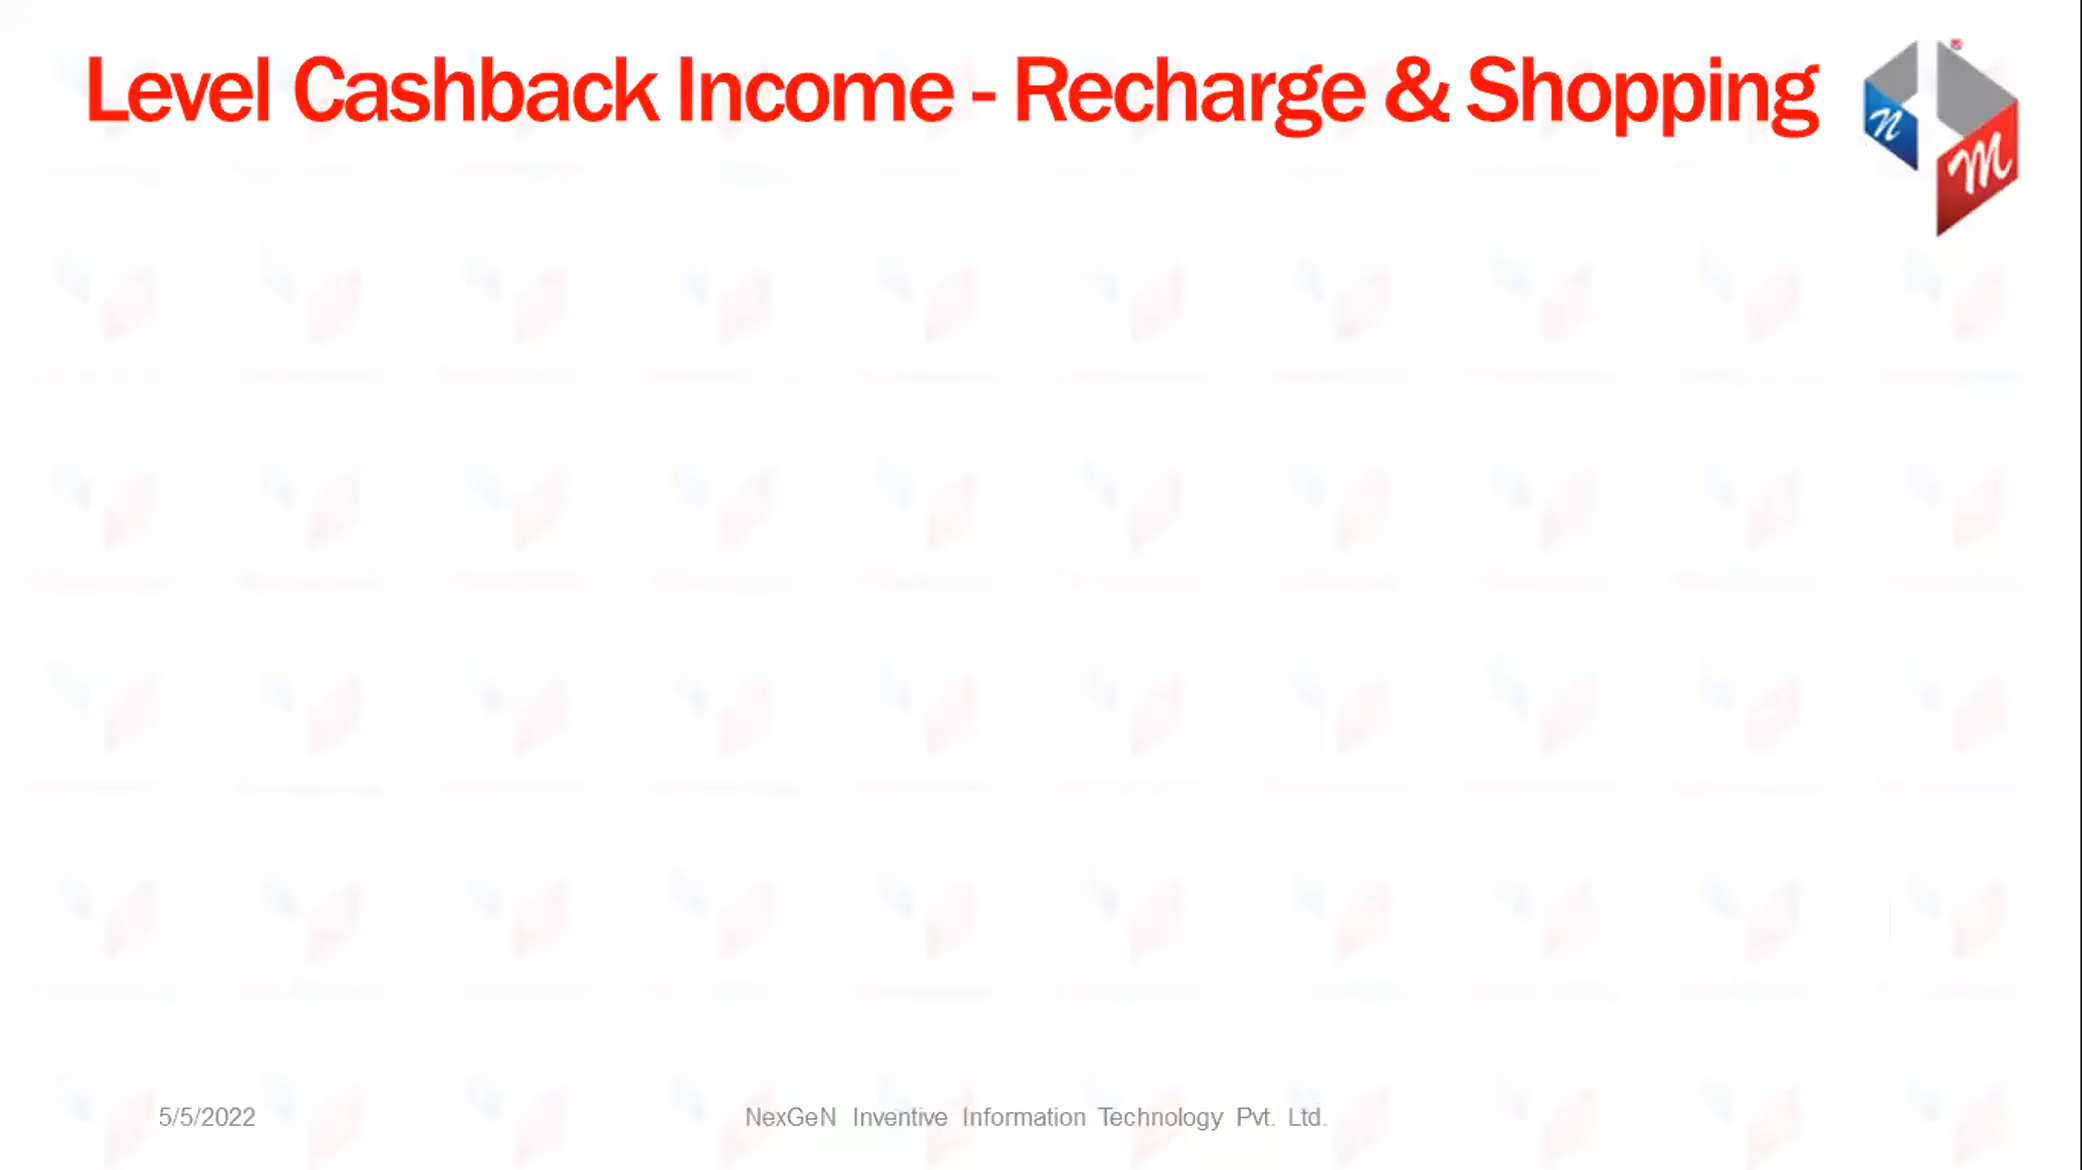 Level Cashback Income - Recharge & Shopping
n
m
5/5/2022
NexGeN Inventive Information Technology Pvt. Ltd.